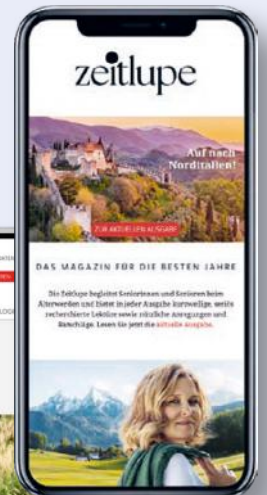 zeitlupe
Auf nach
Norditalien!
ZUR AKTUELLEN AUSGABE
DAS MAGAZIN FÜR DIE BESTEN JAHRE
Die Zeitlupe begleitet Seniorinnen und Senioren beim
Älterwerden und bietet in jeder Ausgabe kurzweilige, seriös
recherchierte Lektüre sowie nützliche Anregungen und
Ratschläge. Lesen Sie jetzt die aktuelle Ausgabe.